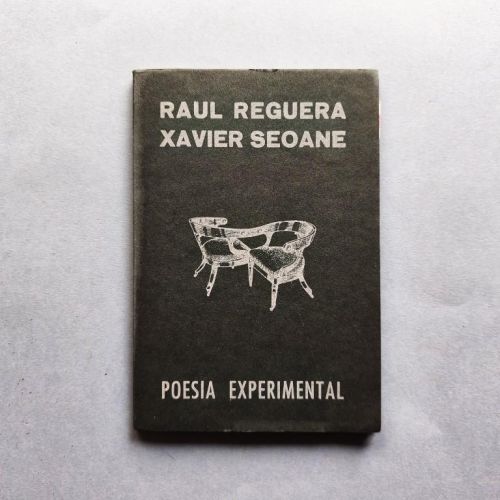 RAUL REGUERA
XAVIER SEOANE
POESIA EXPERIMENTAL